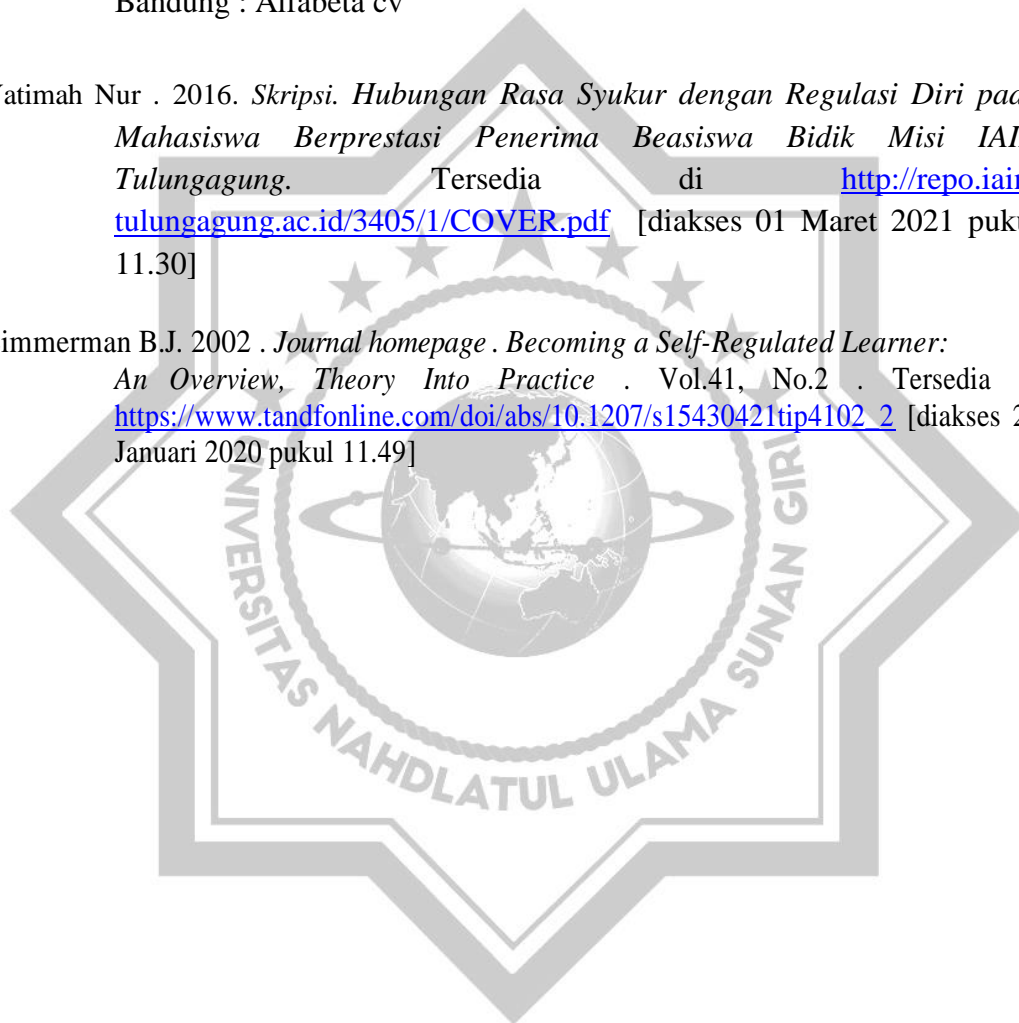 Bandung : Alfabeta cv
atimah Nur . 2016. Skripsi. Hubungan Rasa Syukur dengan Regulasi Diri pad
Mahasiswa Berprestasi Penerima Beasiswa Bidik Misi IAI
Tulungagung. Tersedia di http://repo.iain
tulungagung.ac.id/3405/1/COVER.pdf [diakses 01 Maret 2021 puku
11.30]
immerman B.J. 2002 . Journal homepage . Becoming a Self-Regulated Learner:
An Overview, Theory Into Practice . Vol.41, No.2 . Tersedia
https://www.tandfonline.com/doi/abs/10.1207/s15430421tip4102_2 [diakses 2
Januari 2020 pukul 11.49]
UNIVERSITAS NAHDLATUL ULAMA SUNAN GIRI